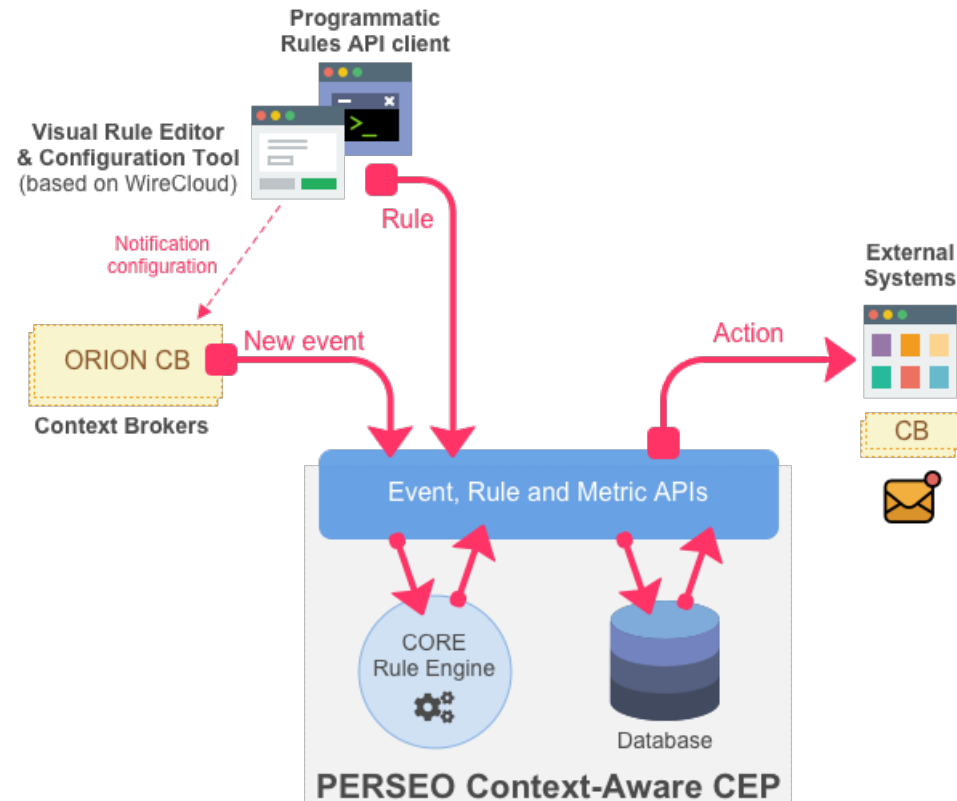 Programmatic
Rules API client
Visual Rule Editor
& Configuration Tool
(based on WireCloud)
>_
Rule
Notification
configuration
External
Systems
ORION CB
New event
Action
Context Brokers
CB
Event, Rule and Metric APIs
CORE
Rule Engine
Database
PERSEO Context-Aware CEP